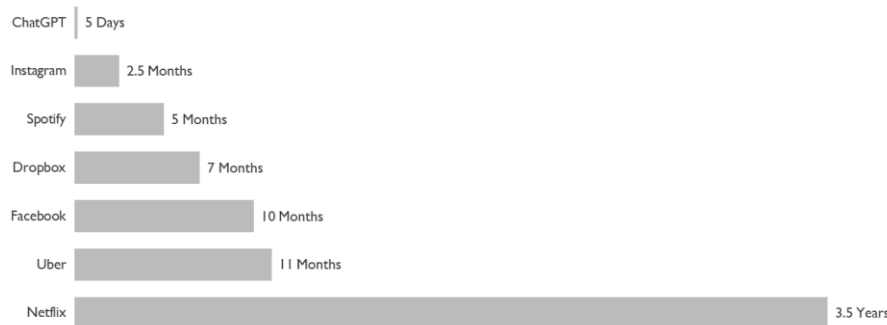 ChatGPT 5 Days
Instagram 2.5 Months
Spotify 5 Months
Dropbox 7 Months
Facebook 10 Months
Uber 11 Months
Netflix 3.5 Years